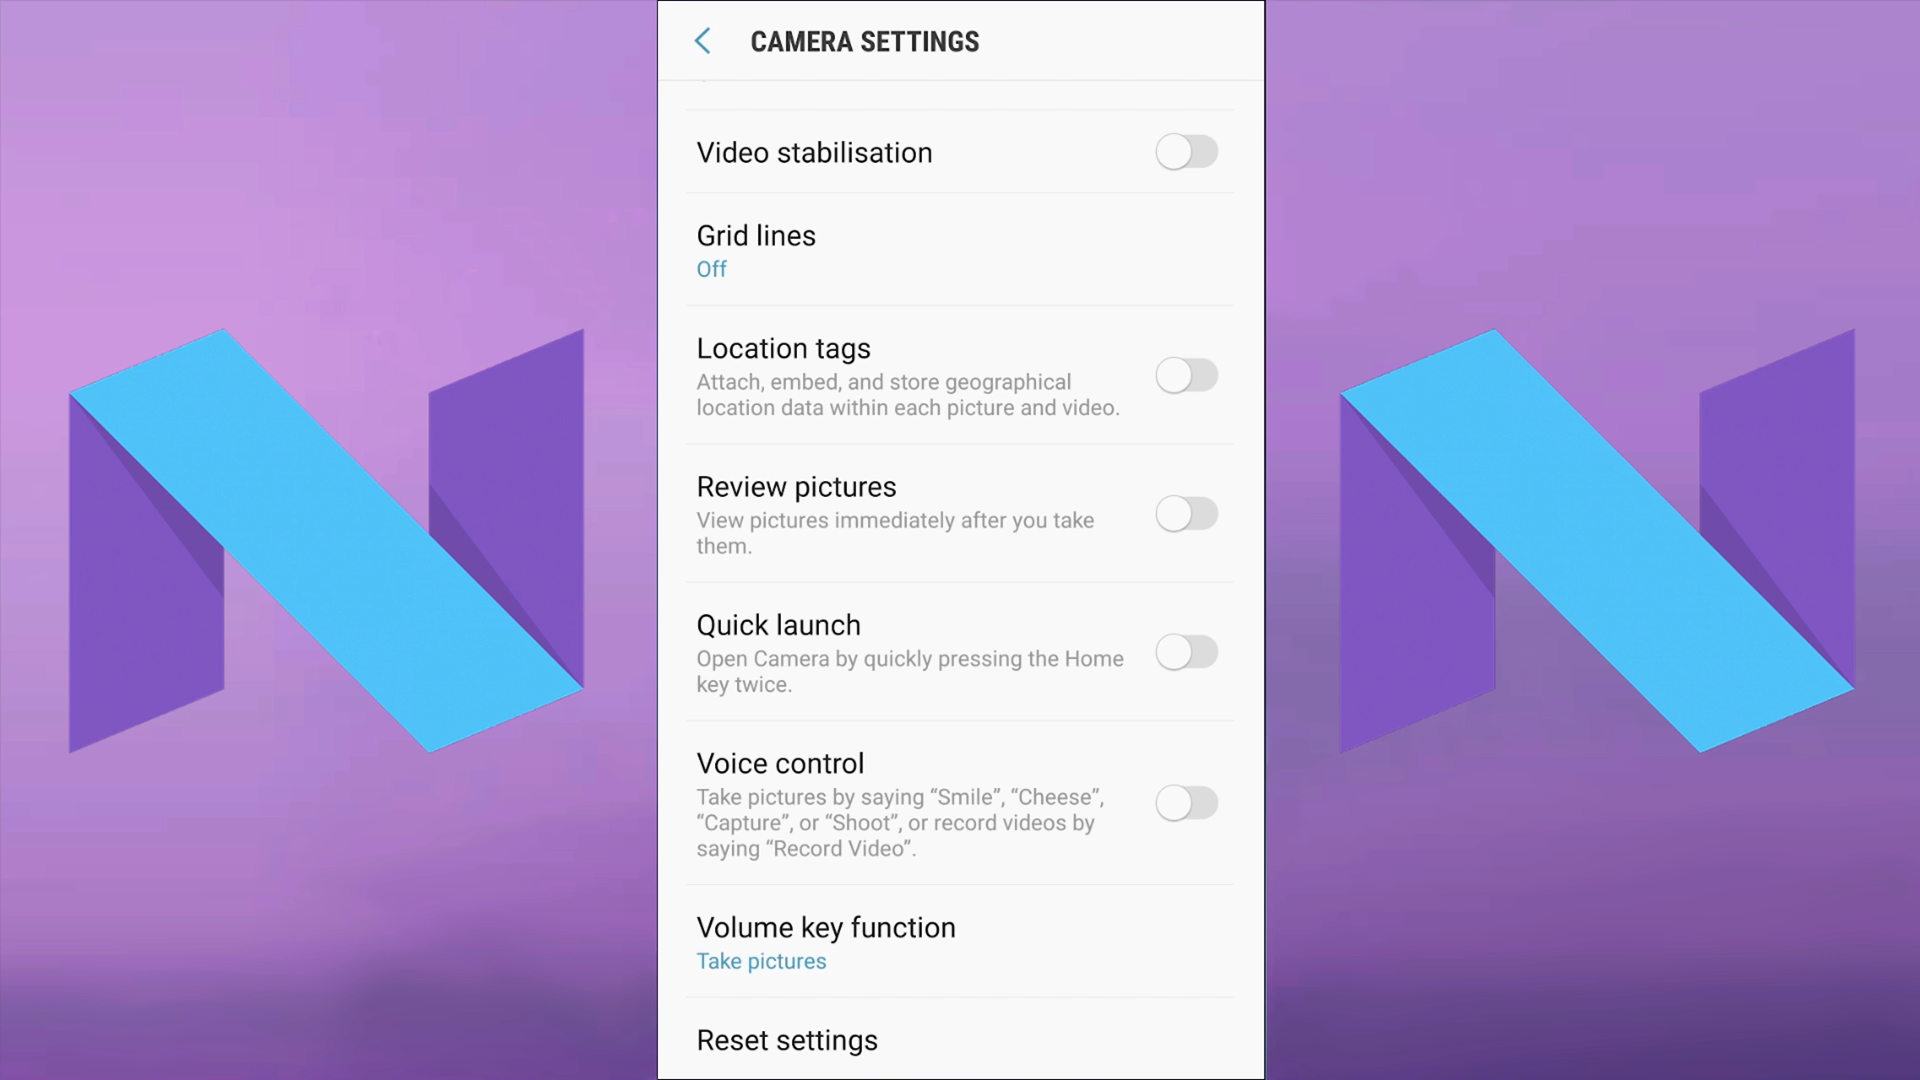 CAMERA SETTINGS
Video stabilisation
Grid lines
Off
Location tags
Attach, embed, and store geographical
location data within each picture and video.
Review pictures
View pictures immediately after you take
them.
Quick launch
Open Camera by quickly pressing the Home
key twice.
Voice control
Take pictures by saying “Smile”, “Cheese”,
“Capture”, or “Shoot”, or record videos by
saying “Record Video”.
Volume key function
Take pictures
Reset settings